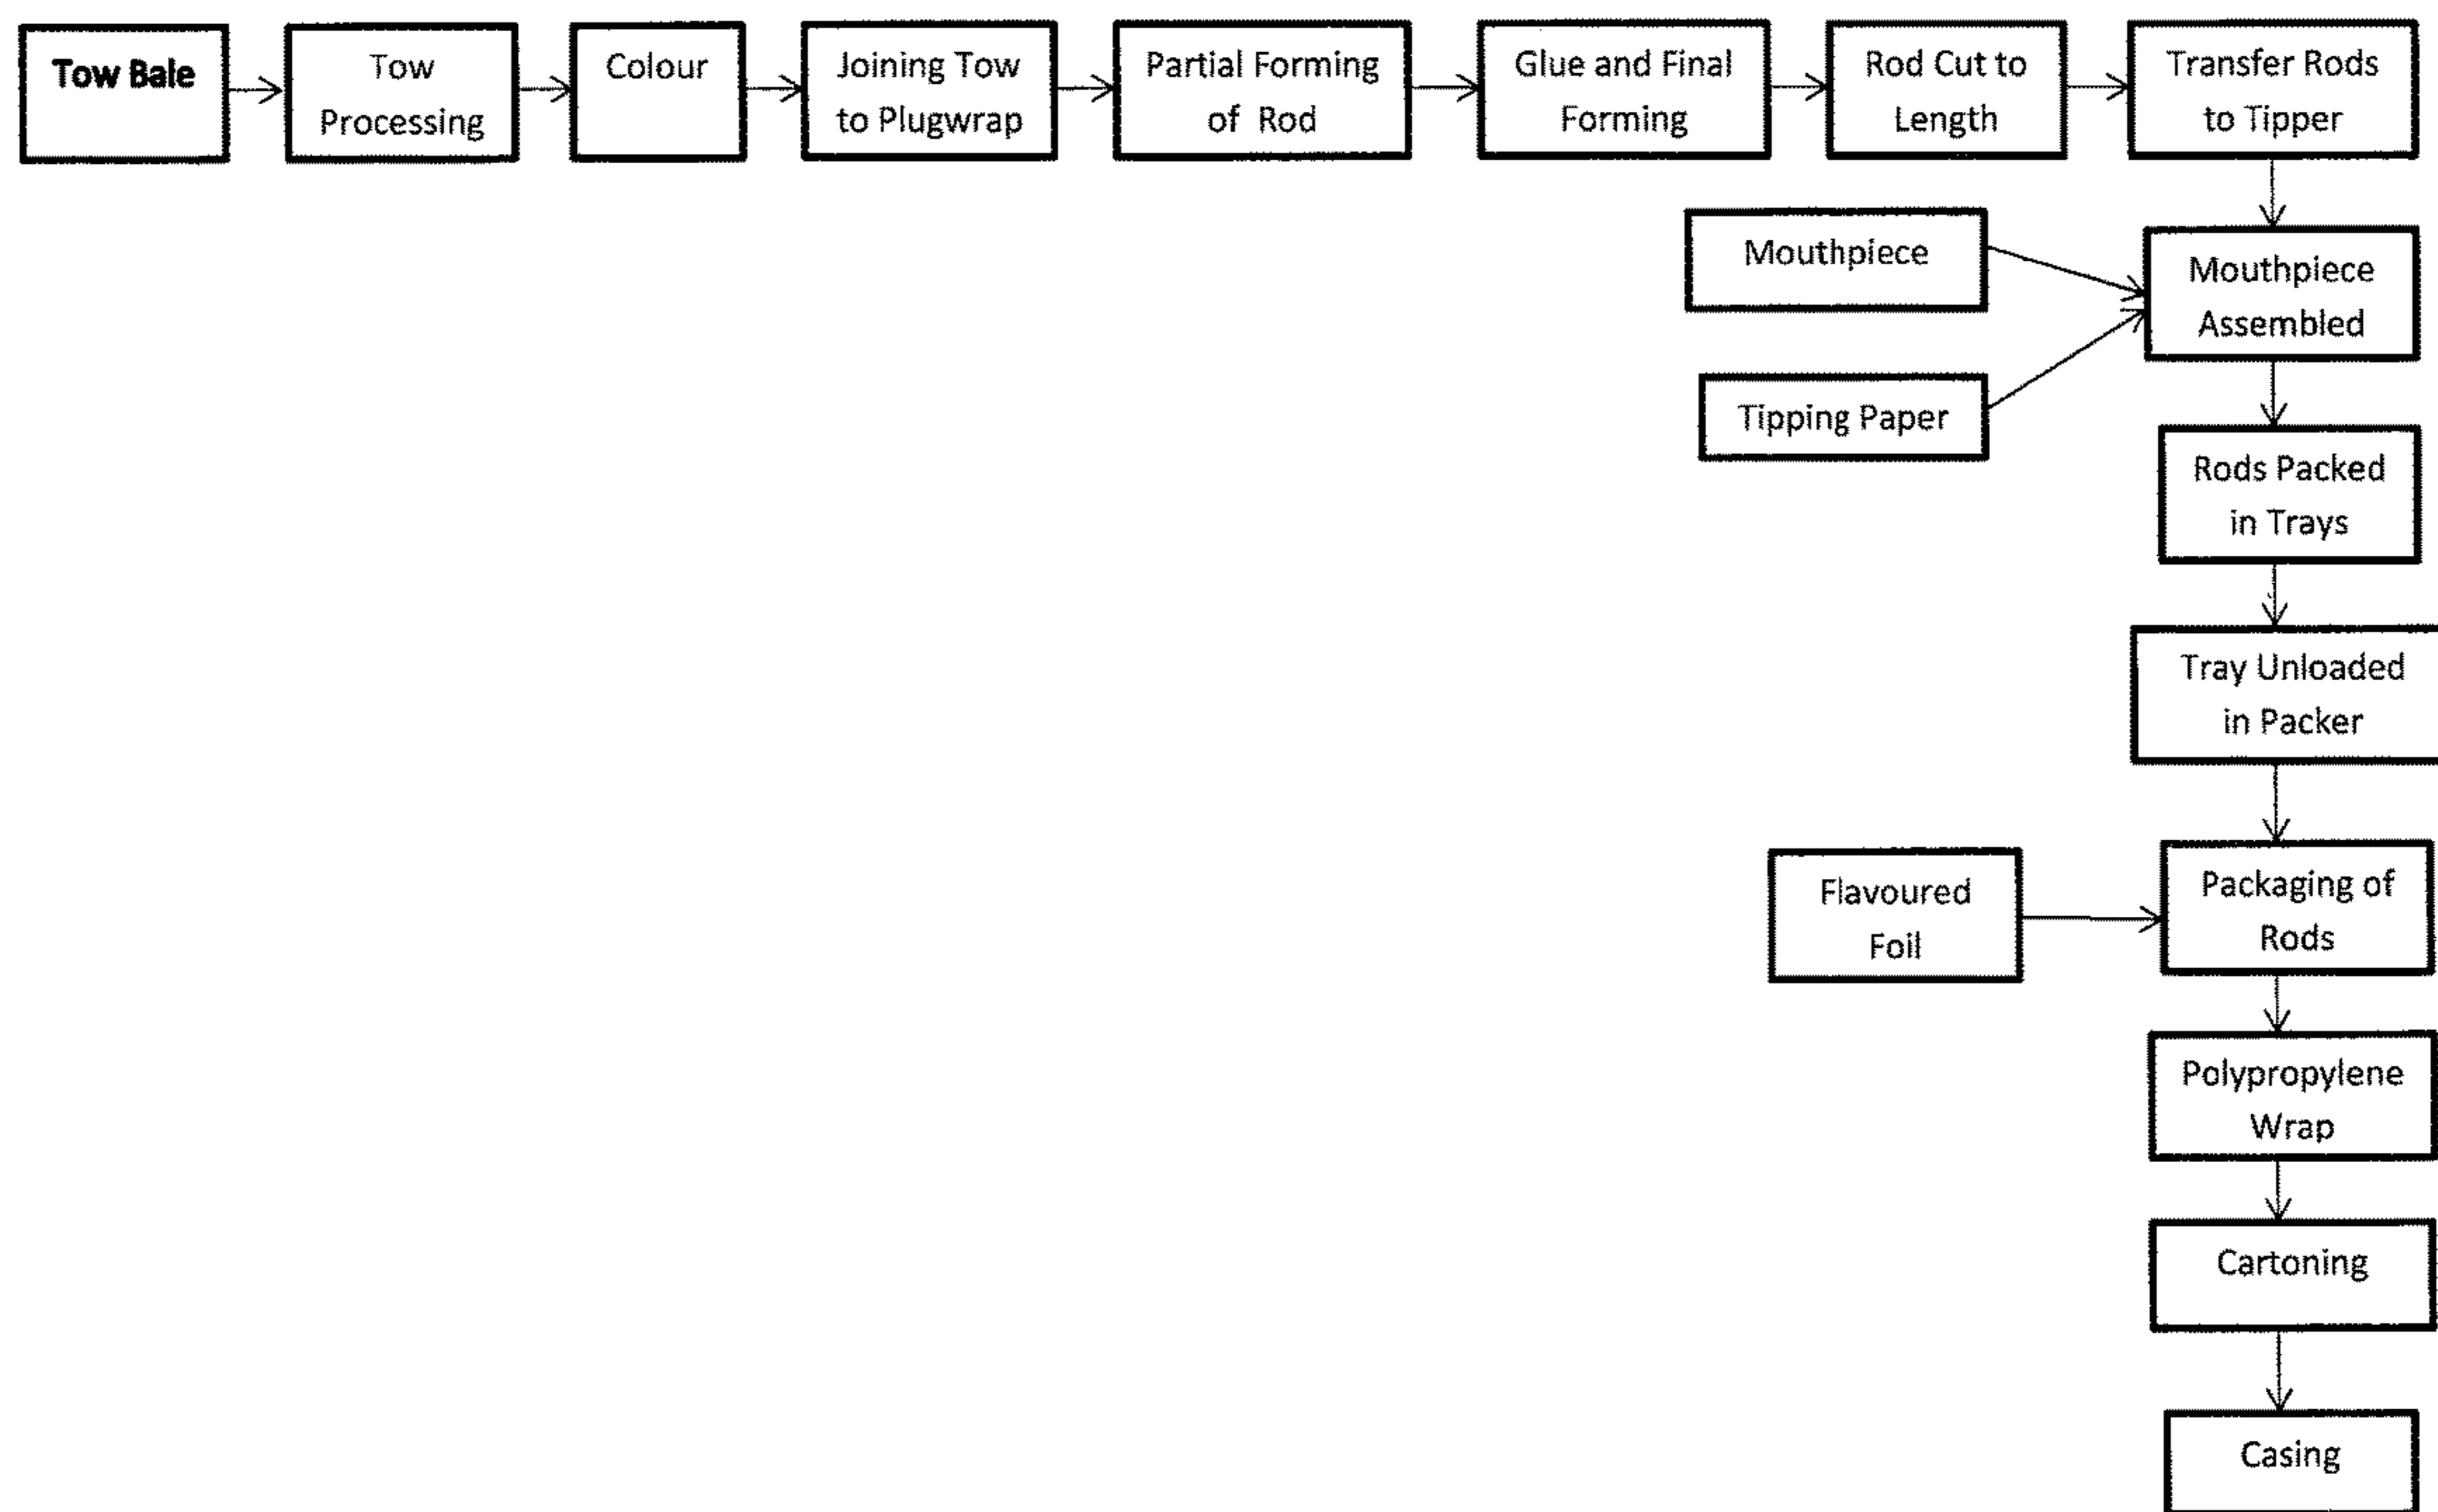 Tow Bale
Tow
Processing
Colour
Joining Tow
to Plugwrap
Partial Forming
of Rod
Glue and Final
Forming
Rod Cut to
Length
Transfer Rods
to Tipper
Mouthpiece
Tipping Paper
Mouthpiece
Assembled
Rods Packed
in Trays
Tray Unloaded
in Packer
Flavoured
Foil
Packaging of
Rods
Polypropylene
Wrap
Cartoning
Casing